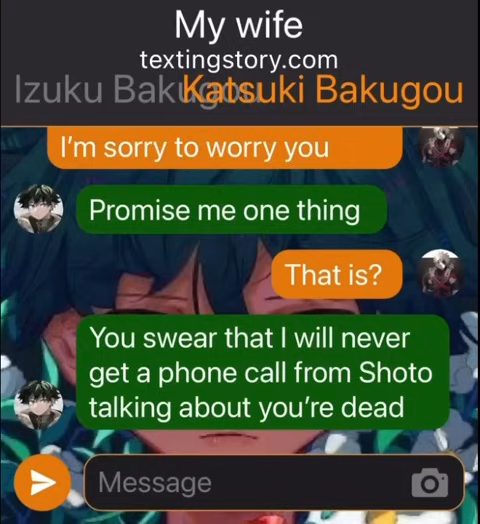 My wife
textingstory.com
Izuku Bakugou Katsuki Bakugou
I’m sorry to worry you
Promise me one thing
That is?
You swear that I will never
get a phone call from Shoto
talking about you’re dead
Message